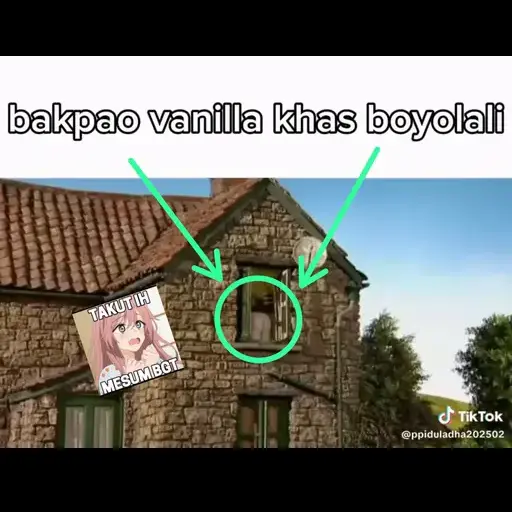 bakpao vanilla khas boyolali
TAKUT IH
MESUM BGT
TikTok
@ppiduladha202502